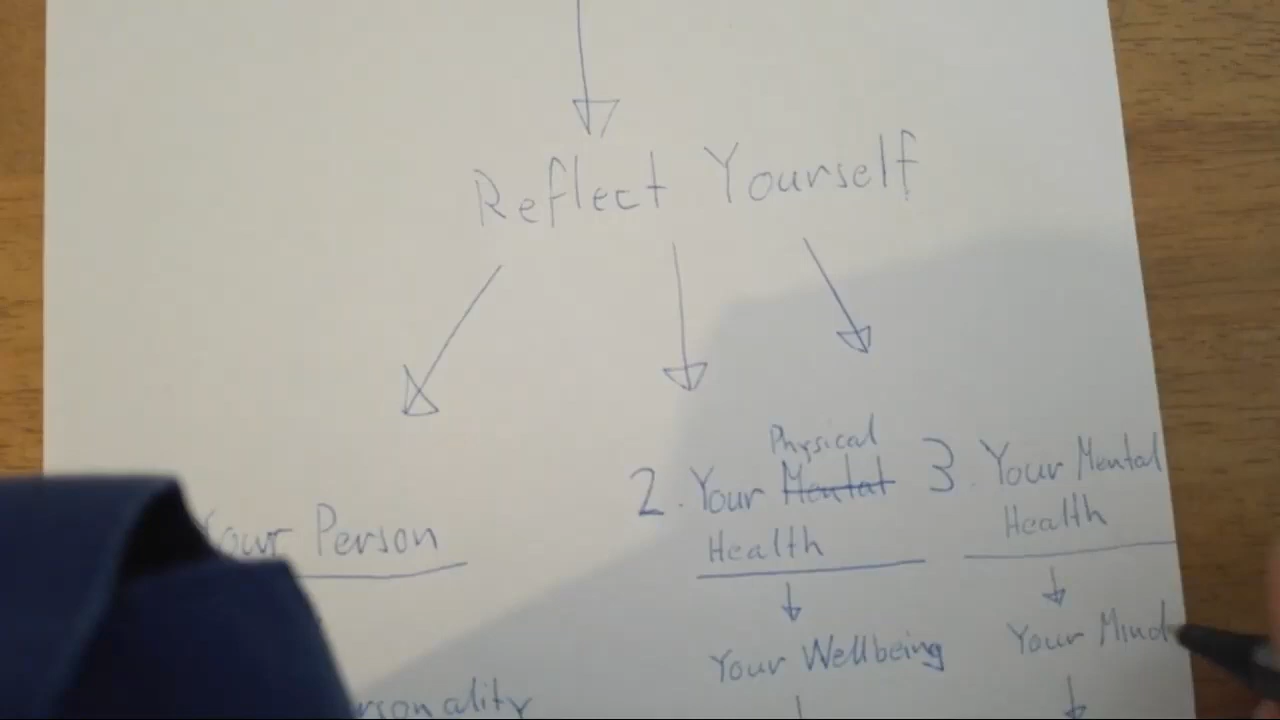 Reflect Yourself
Your Person
Physical
2. Your Mental
Health
3. Your Mental
Health
Your Wellbeing
Your Mind